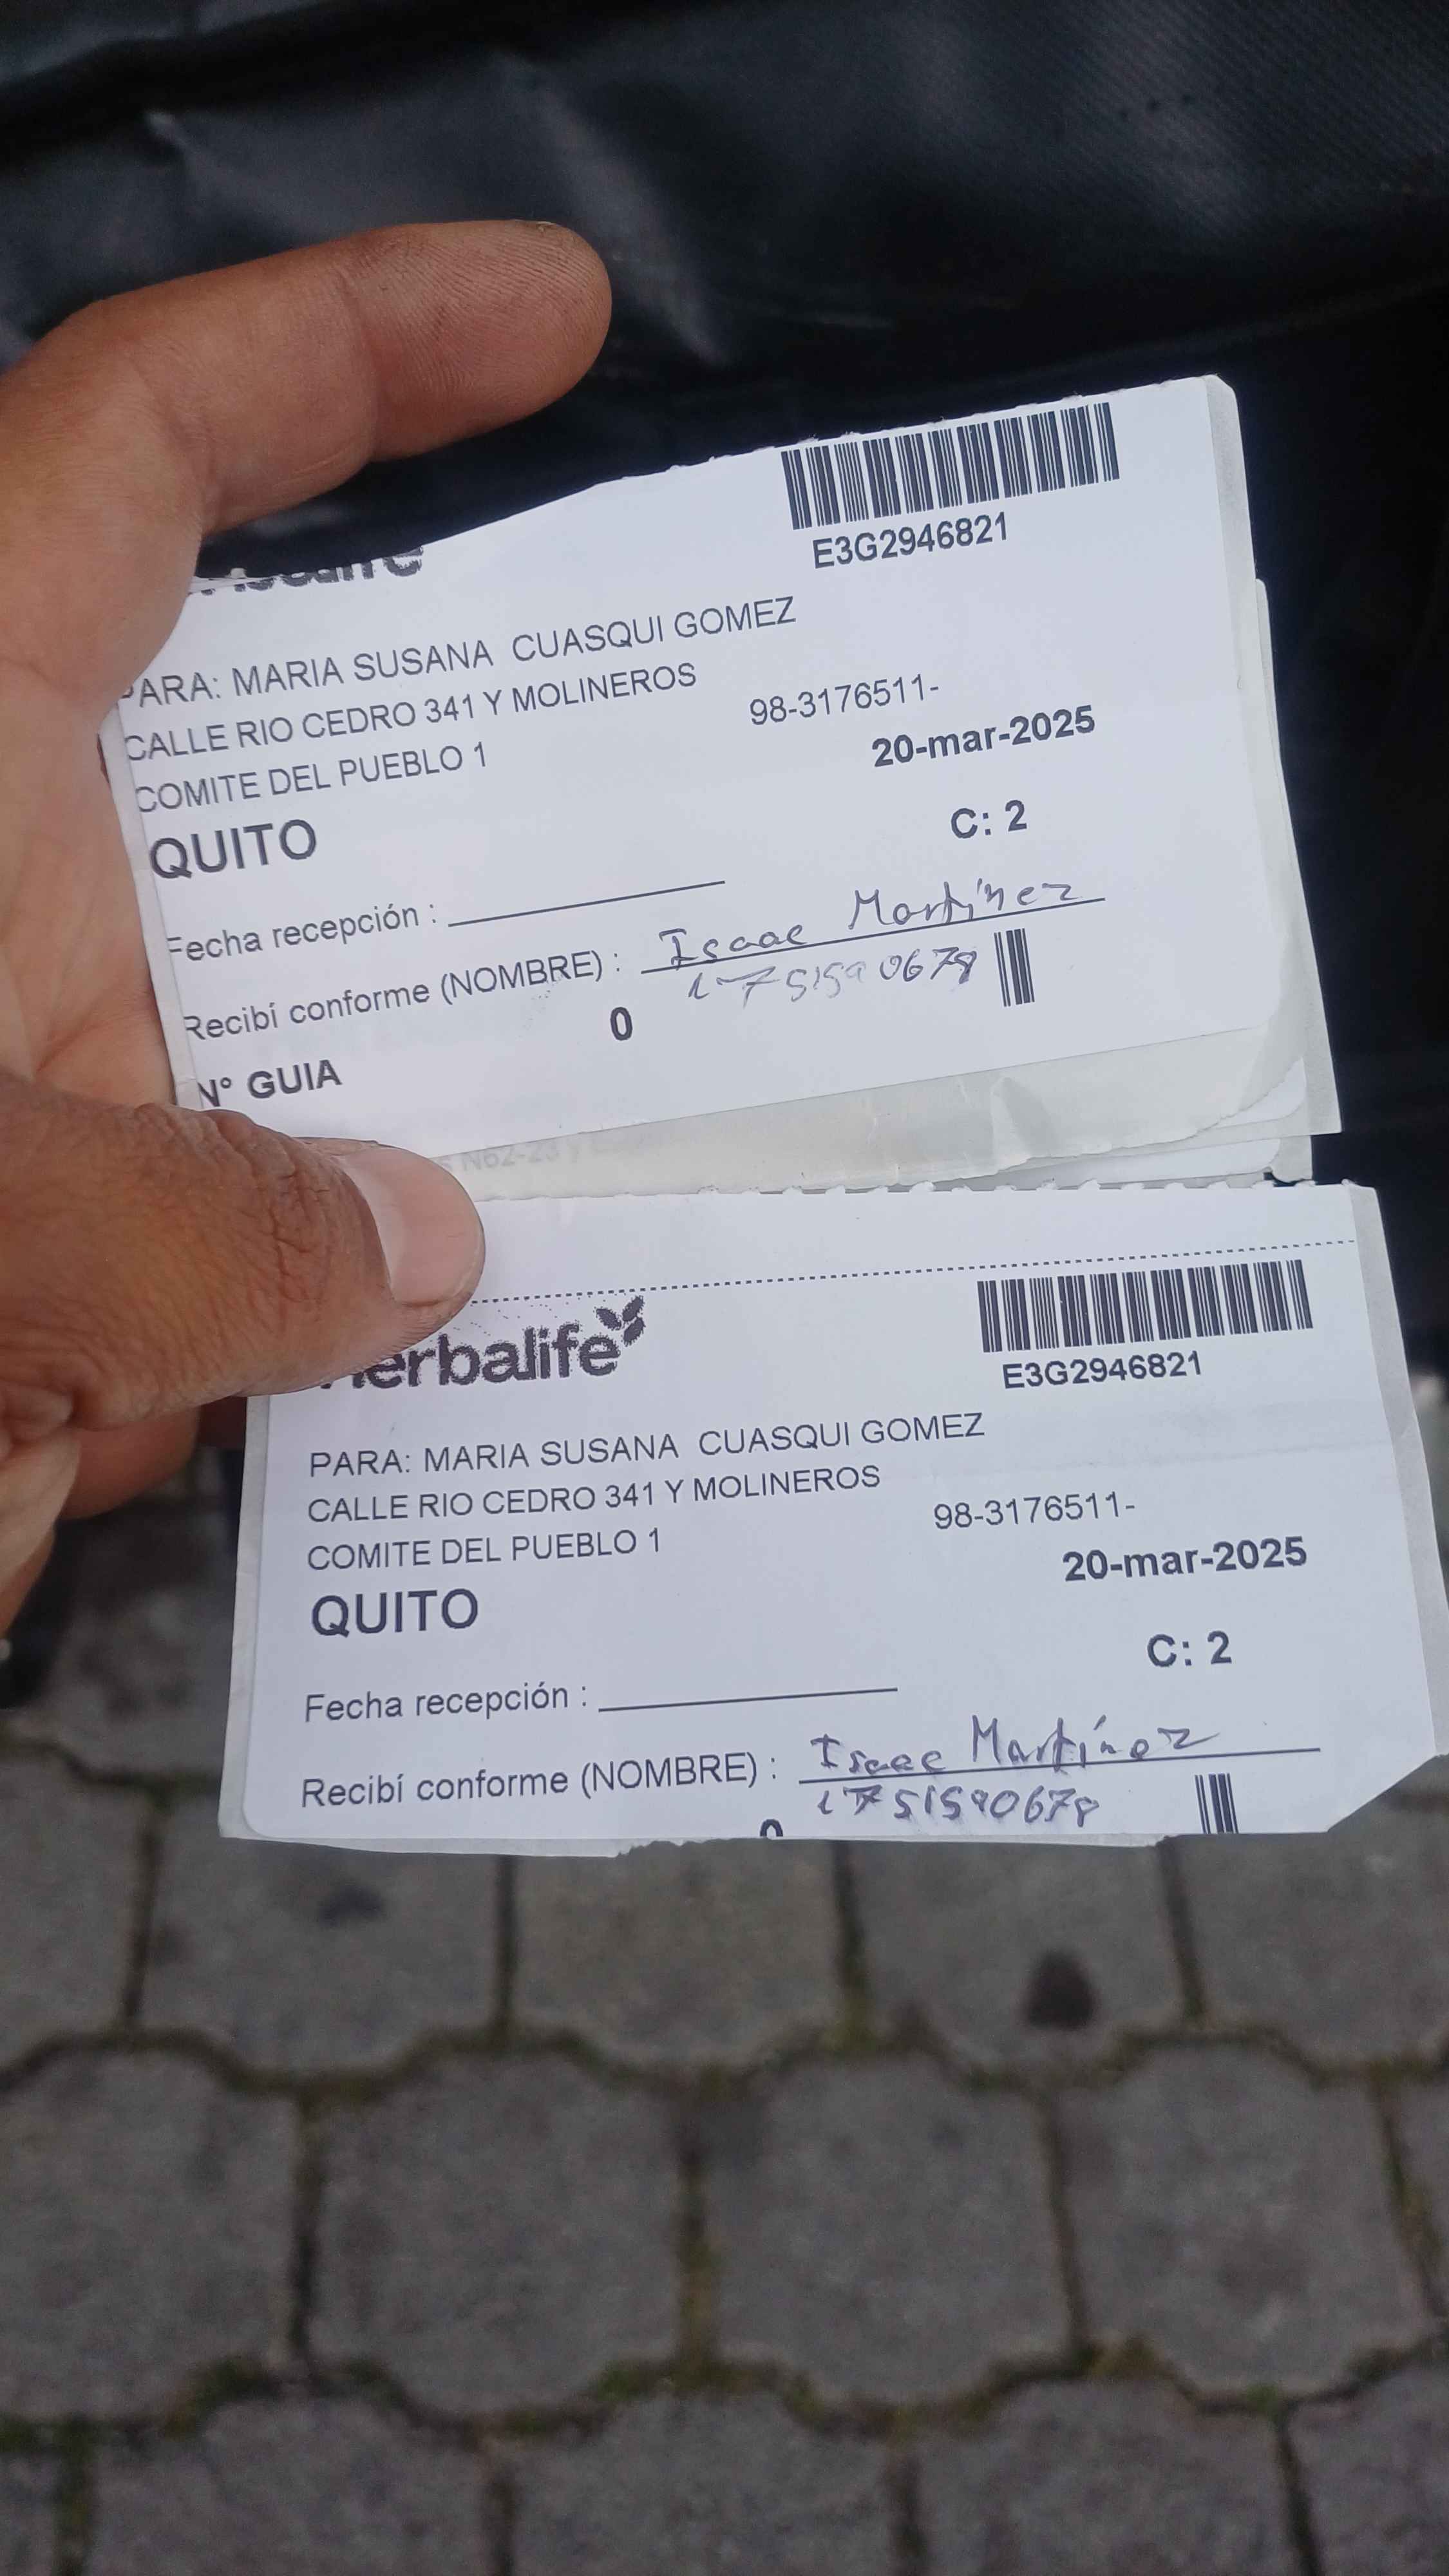 E3G2946821
PARA: MARIA SUSANA CUASQUI GOMEZ
CALLE RIO CEDRO 341 Y MOLINEROS
98-3176511-
COMITE DEL PUEBLO 1
20-mar-2025
QUITO
C: 2
Fecha recepción :
Recibí conforme (NOMBRE) : Isaac Martínez
1751590678
0
N° GUIA
N62-23 y
Herbalife
E3G2946821
PARA: MARIA SUSANA CUASQUI GOMEZ
CALLE RIO CEDRO 341 Y MOLINEROS
98-3176511-
COMITE DEL PUEBLO 1
20-mar-2025
QUITO
C: 2
Fecha recepción :
Recibí conforme (NOMBRE) : Isaac Martínez
1751590678
0